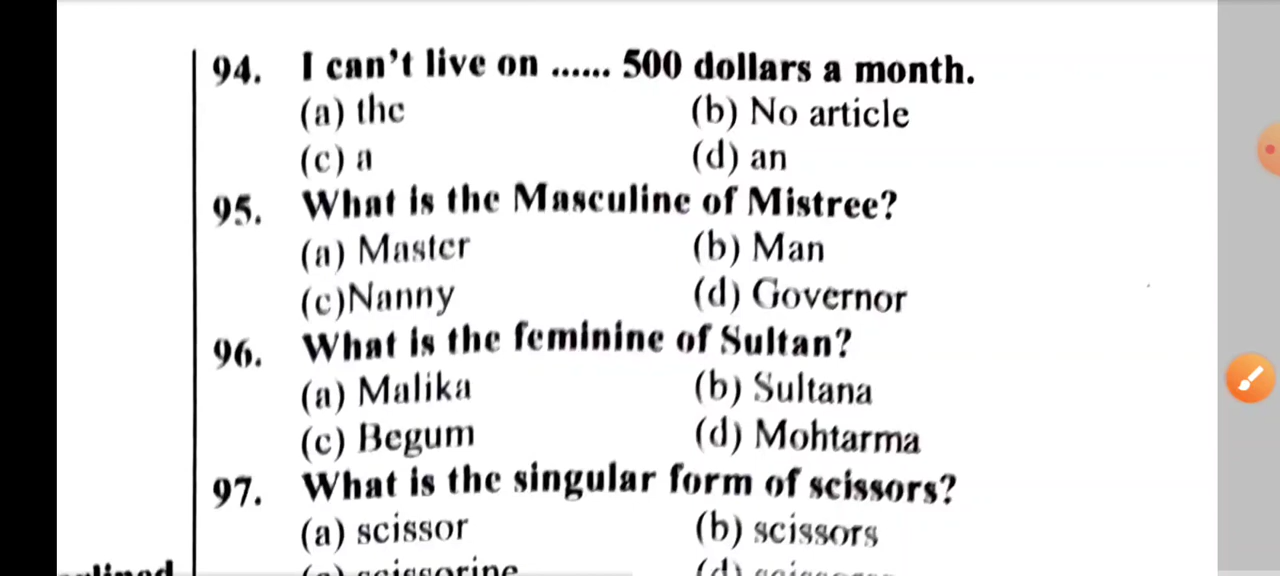 94. I can't live on ...... 500 dollars a month.
(a) the (b) No article
(c) a (d) an
95. What is the Masculine of Mistree?
(a) Master (b) Man
(c)Nanny (d) Governor
96. What is the feminine of Sultan?
(a) Malika (b) Sultana
(c) Begum (d) Mohtarma
97. What is the singular form of scissors?
(a) scissor (b) scissors
(c) scissorine (d)